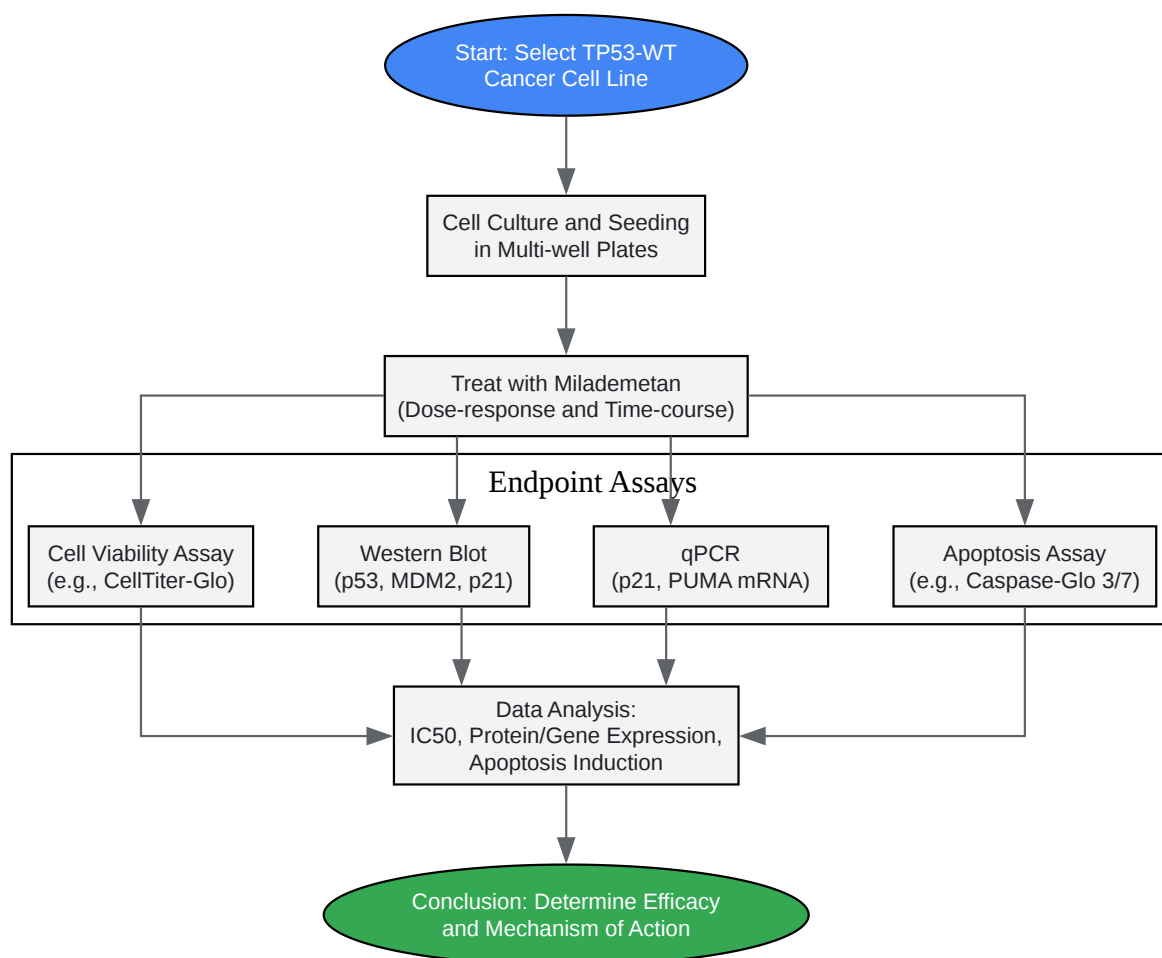 Start: Select TP53-WT
Cancer Cell Line
Cell Culture and Seeding
in Multi-well Plates
Treat with Milademetan
(Dose-response and Time-course)
Endpoint Assays
Cell Viability Assay
(e.g., CellTiter-Glo)
Western Blot
(p53, MDM2, p21)
qPCR
(p21, PUMA mRNA)
Apoptosis Assay
(e.g., Caspase-Glo 3/7)
Data Analysis:
IC50, Protein/Gene Expression,
Apoptosis Induction
Conclusion: Determine Efficacy
and Mechanism of Action